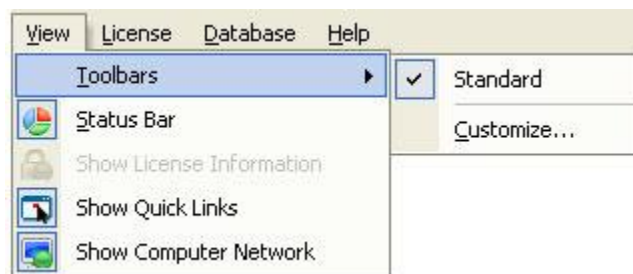 View License Database Help
Toolbars
Standard
Status Bar
Customize...
Show License Information
Show Quick Links
Show Computer Network